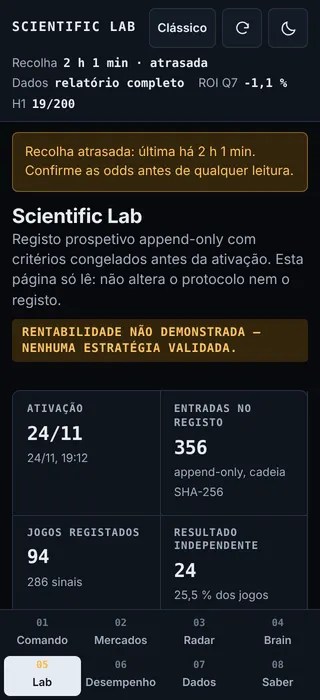 SCIENTIFIC LAB
Clássico
Recolha 2 h 1 min · atrasada
Dados relatório completo ROI Q7 -1,1 %
H1 19/200
Recolha atrasada: última há 2 h 1 min.
Confirme as odds antes de qualquer leitura.
Scientific Lab
Registo prospetivo append-only com
critérios congelados antes da ativação. Esta
página só lê: não altera o protocolo nem o
registo.
RENTABILIDADE NÃO DEMONSTRADA —
NENHUMA ESTRATÉGIA VALIDADA.
ATIVAÇÃO
24/11
24/11, 19:12
ENTRADAS NO
REGISTO
356
append-only, cadeia
SHA-256
JOGOS REGISTADOS
94
286 sinais
RESULTADO
INDEPENDENTE
24
25,5 % dos jogos
01 02 03 04
Comando Mercados Radar Brain
05 06 07 08
Lab Desempenho Dados Saber